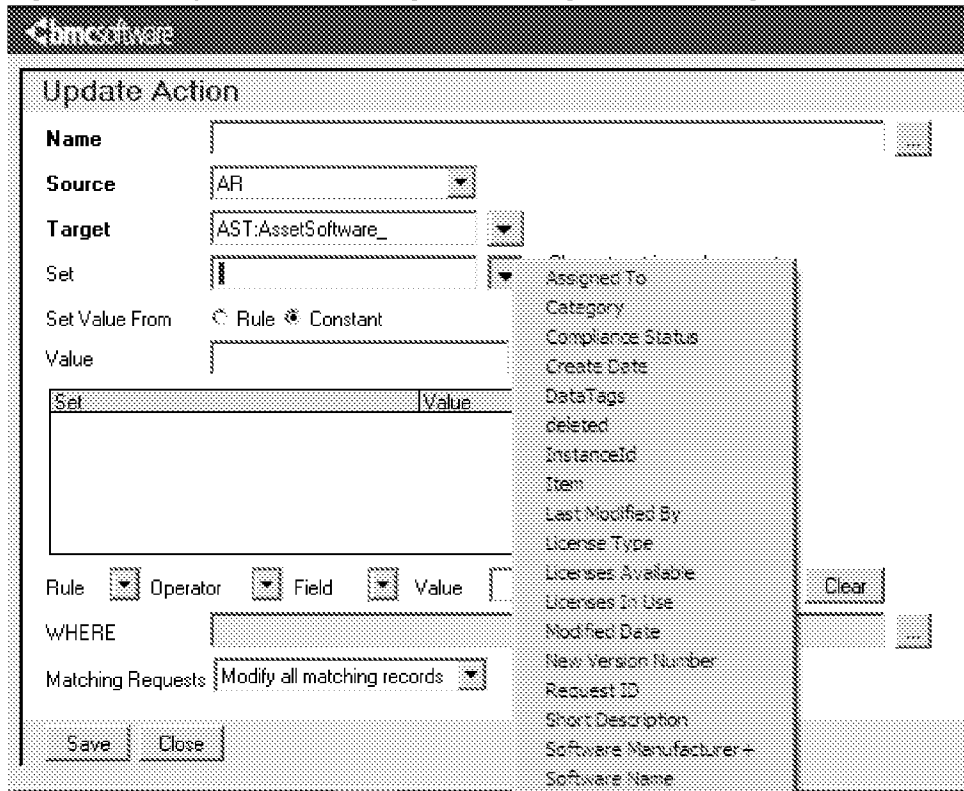 bmcsoftware
Update Action
Name
...
Source
AR
Target
AST:AssetSoftware_
Set
Set Value From
Rule
Constant
Value
Set
Value
Assigned To
Category
Compliance Status
Create Date
DataTags
deleted
InstanceId
Item
Last Modified By
License Type
Licenses Available
Licenses In Use
Modified Date
New Version Number
Request ID
Short Description
Software Manufacturer+
Software Name
Rule
Operator
Field
Value
Clear
WHERE
...
Matching Requests
Modify all matching records
Save
Close